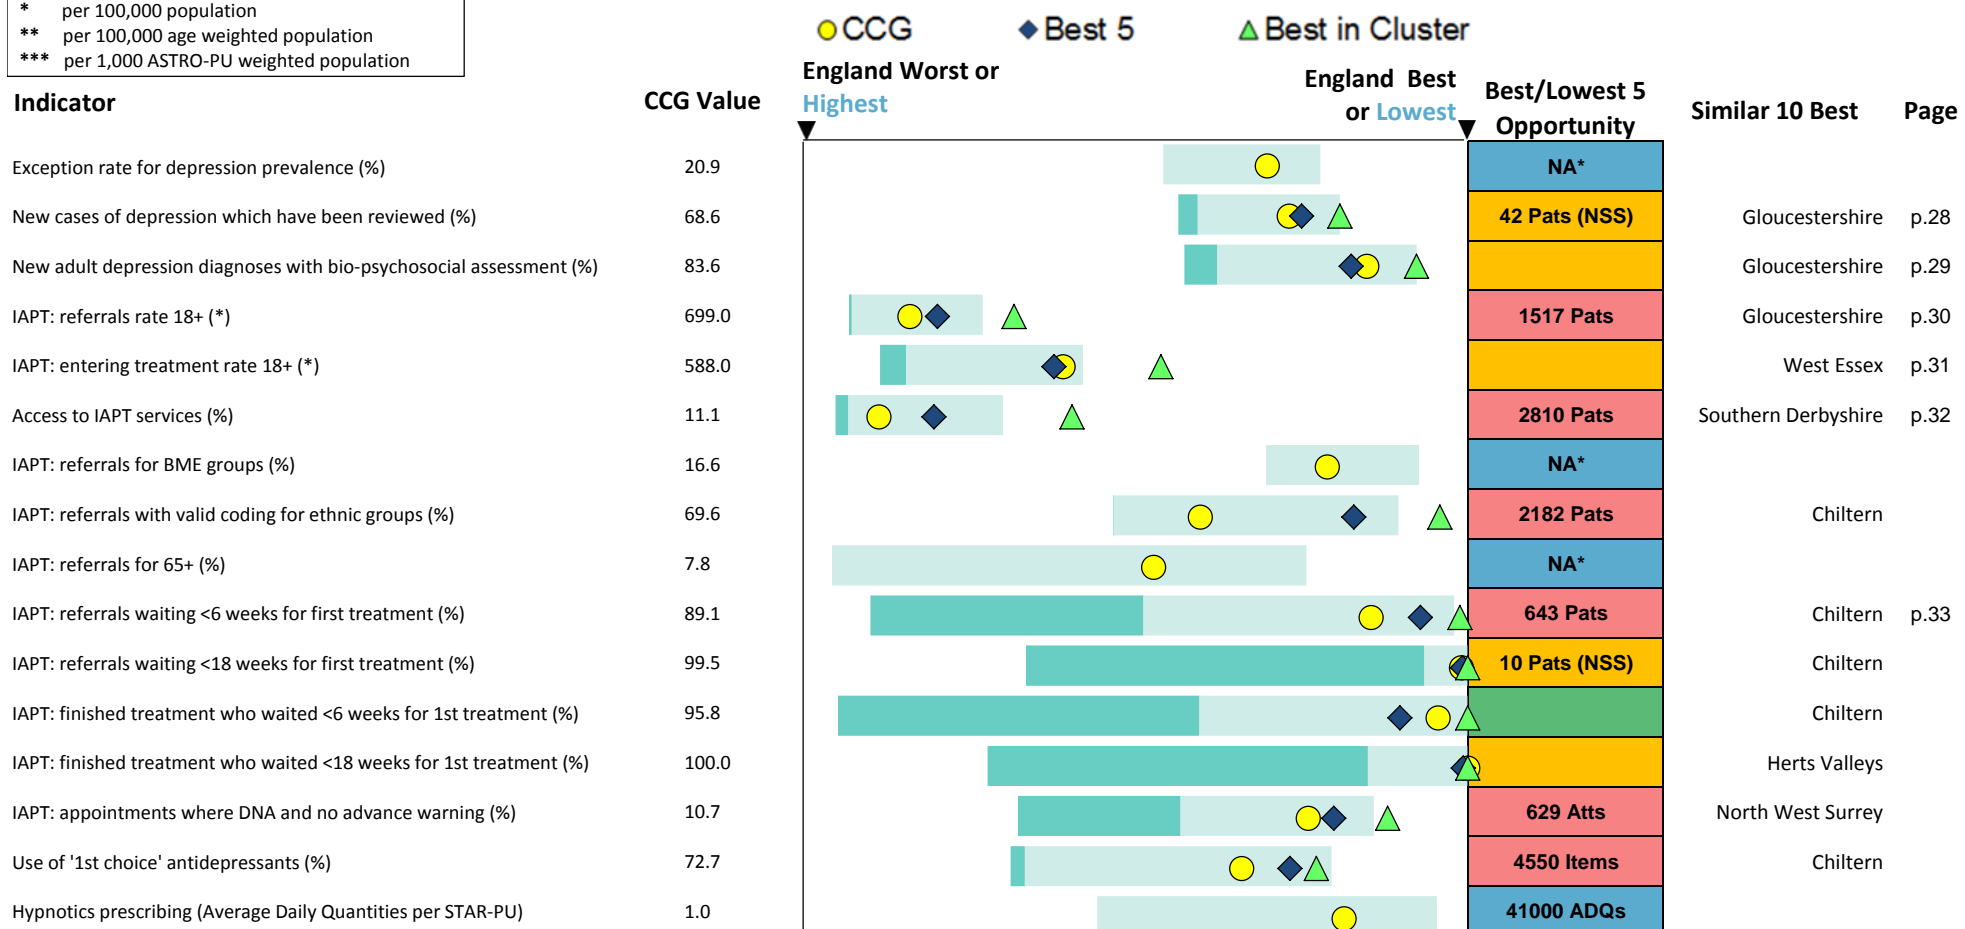 * per 100,000 population
** per 100,000 age weighted population
*** per 1,000 ASTRO-PU weighted population
CCG Best 5 Best in Cluster
Indicator CCG Value England Worst or Highest England Best or Lowest Best/Lowest 5 Opportunity Similar 10 Best Page
Exception rate for depression prevalence (%) 20.9 NA*
New cases of depression which have been reviewed (%) 68.6 42 Pats (NSS) Gloucestershire p.28
New adult depression diagnoses with bio-psychosocial assessment (%) 83.6 Gloucestershire p.29
IAPT: referrals rate 18+ (*) 699.0 1517 Pats Gloucestershire p.30
IAPT: entering treatment rate 18+ (*) 588.0 West Essex p.31
Access to IAPT services (%) 11.1 2810 Pats Southern Derbyshire p.32
IAPT: referrals for BME groups (%) 16.6 NA*
IAPT: referrals with valid coding for ethnic groups (%) 69.6 2182 Pats Chiltern
IAPT: referrals for 65+ (%) 7.8 NA*
IAPT: referrals waiting <6 weeks for first treatment (%) 89.1 643 Pats Chiltern p.33
IAPT: referrals waiting <18 weeks for first treatment (%) 99.5 10 Pats (NSS) Chiltern
IAPT: finished treatment who waited <6 weeks for 1st treatment (%) 95.8 Chiltern
IAPT: finished treatment who waited <18 weeks for 1st treatment (%) 100.0 Herts Valleys
IAPT: appointments where DNA and no advance warning (%) 10.7 629 Atts North West Surrey
Use of '1st choice' antidepressants (%) 72.7 4550 Items Chiltern
Hypnotics prescribing (Average Daily Quantities per STAR-PU) 1.0 41000 ADQs